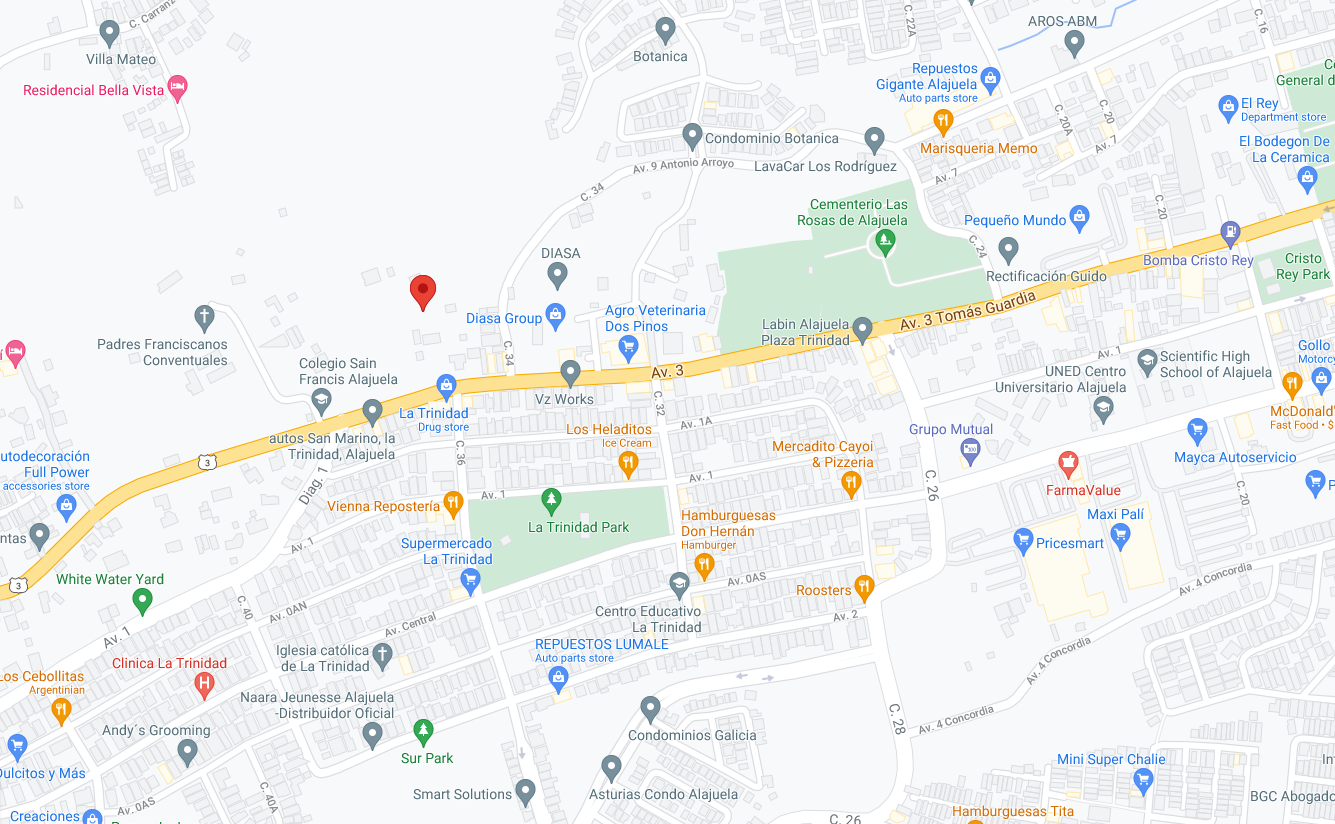 C. Carranz
Villa Mateo
Residencial Bella Vista
Botanica
C. 22A
AROS-ABM
C. 16
Repuestos
Gigante Alajuela
Auto parts store
General d
El Rey
Department store
C. 20A
C. 20
Marisqueria Memo
Av. 7
El Bodegon De
La Ceramica
Condominio Botanica
Av. 9 Antonio Arroyo
LavaCar Los Rodríguez
Av. 7
C. 34
C. 20
Cementerio Las
Rosas de Alajuela
Pequeño Mundo
C. 24
Rectificación Guido
Bomba Cristo Rey
Cristo
Rey Park
DIASA
Diasa Group
Agro Veterinaria
Dos Pinos
Labin Alajuela
Plaza Trinidad
Av. 3 Tomás Guardia
Padres Franciscanos
Conventuales
C. 34
Av. 3
Av. 1
Scientific High
School of Alajuela
Gollo
Motorcy
Colegio Sain
Francis Alajuela
Vz Works
UNED Centro
Universitario Alajuela
La Trinidad
Drug store
C. 32
Av. 1A
McDonald'
Fast Food • $
autos San Marino, la
Trinidad, Alajuela
Los Heladitos
Ice Cream
Grupo Mutual
Mayca Autoservicio
C. 36
Mercadito Cayoi
& Pizzeria
3
utodecoración
Full Power
accessories store
Diag. 1
Av. 1
Av. 1
C. 26
FarmaValue
C. 20
P
Vienna Repostería
La Trinidad Park
Hamburguesas
Don Hernán
Hamburger
Maxi Palí
Pricesmart
ntas
Av. 1
Supermercado
La Trinidad
3
White Water Yard
Av. 0AS
Roosters
Av. 4 Concordia
C. 40
Av. 0AN
Av. Central
Centro Educativo
La Trinidad
Av. 2
Av. 1
Iglesia católica
de La Trinidad
REPUESTOS LUMALE
Auto parts store
Av. 4 Concordia
Clinica La Trinidad
Los Cebollitas
Argentinian
Naara Jeunesse Alajuela
-Distribuidor Oficial
C. 28
Av. 4 Concordia
Andy´s Grooming
Condominios Galicia
Sur Park
Dulcitos y Más
Mini Super Chalie
C. 40A
Smart Solutions
Asturias Condo Alajuela
BGC Abogado
Av. 0AS
Creaciones
Hamburguesas Tita
C. 26